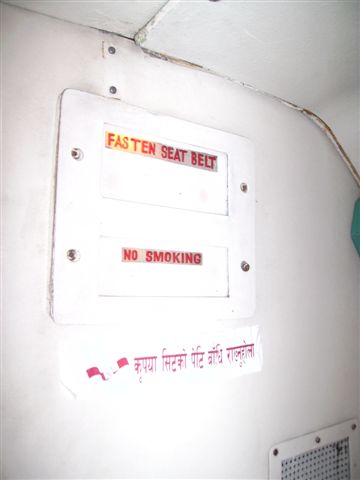 FASTEN SEAT BELT
NO SMOKING
कृपया सिटको पेटि बाँधि राख्नुहोला